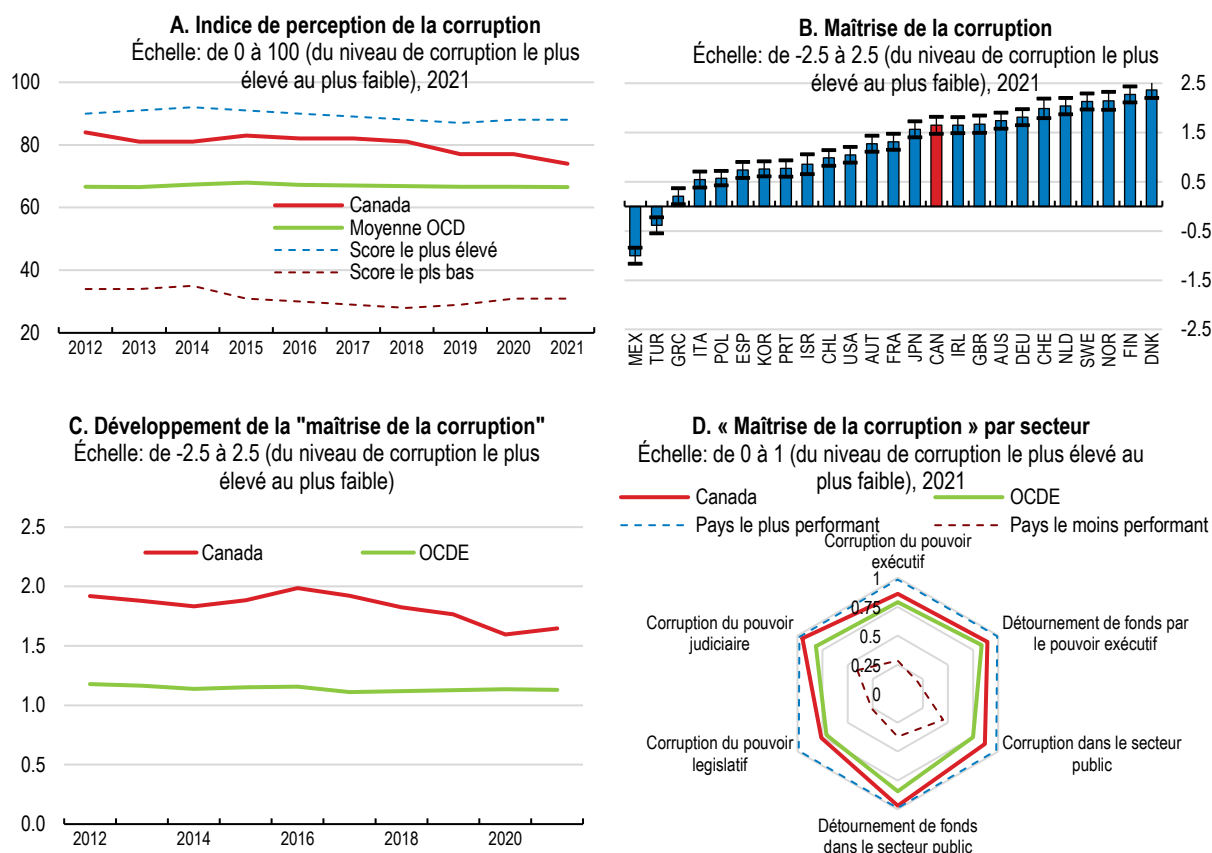 A. Indice de perception de la corruption
Échelle: de 0 à 100 (du niveau de corruption le plus
élevé au plus faible), 2021
100
80
60
40
20
Canada
Moyenne OCD
Score le plus élevé
Score le pls bas
2012 2013 2014 2015 2016 2017 2018 2019 2020 2021
B. Maîtrise de la corruption
Échelle: de -2.5 à 2.5 (du niveau de corruption le plus
élevé au plus faible), 2021
2.5
1.5
0.5
-0.5
-1.5
-2.5
MEX TUR GRC ITA POL ESP KOR PRT ISR CHL USA AUT FRA JPN CAN IRL GBR AUS DEU CHE NLD SWE NOR FIN DNK
C. Développement de la "maîtrise de la corruption"
Échelle: de -2.5 à 2.5 (du niveau de corruption le plus
élevé au plus faible)
2.5
2.0
1.5
1.0
0.5
0.0
Canada OCDE
2012 2014 2016 2018 2020
D. « Maîtrise de la corruption » par secteur
Échelle: de 0 à 1 (du niveau de corruption le plus élevé au
plus faible), 2021
Canada OCDE
Pays le plus performant Pays le moins performant
Corruption du pouvoir
exécutif
1
0.75
0.5
0.25
0
Détournement de fonds par
le pouvoir exécutif
Corruption dans le secteur
public
Détournement de fonds
dans le secteur public
Corruption du pouvoir
legislatif
Corruption du pouvoir
judiciaire